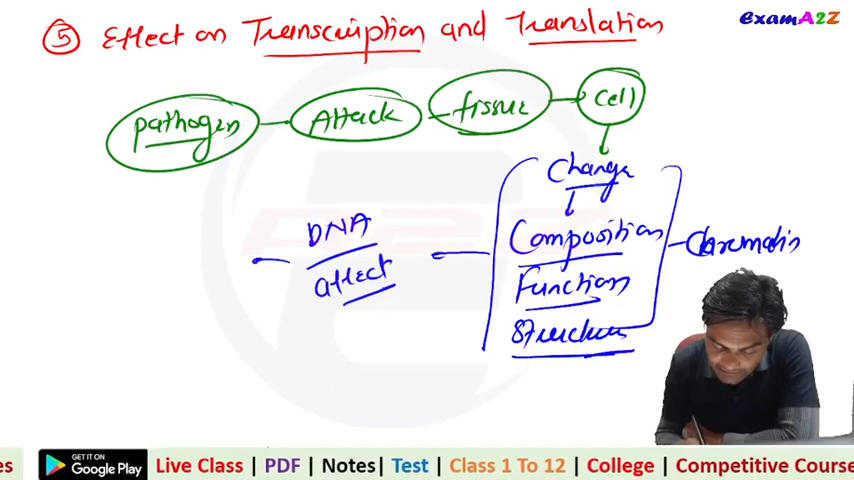 ExamA2Z
⑤ Effect on Transcription and Translation
Pathogen — Attack — tissue → Cell
Change
Composition
Function
Structure
Chromatin
DNA
affect
es
GET IT ON
Google Play
Live Class | PDF | Notes| Test | Class 1 To 12 | College | Competitive Course